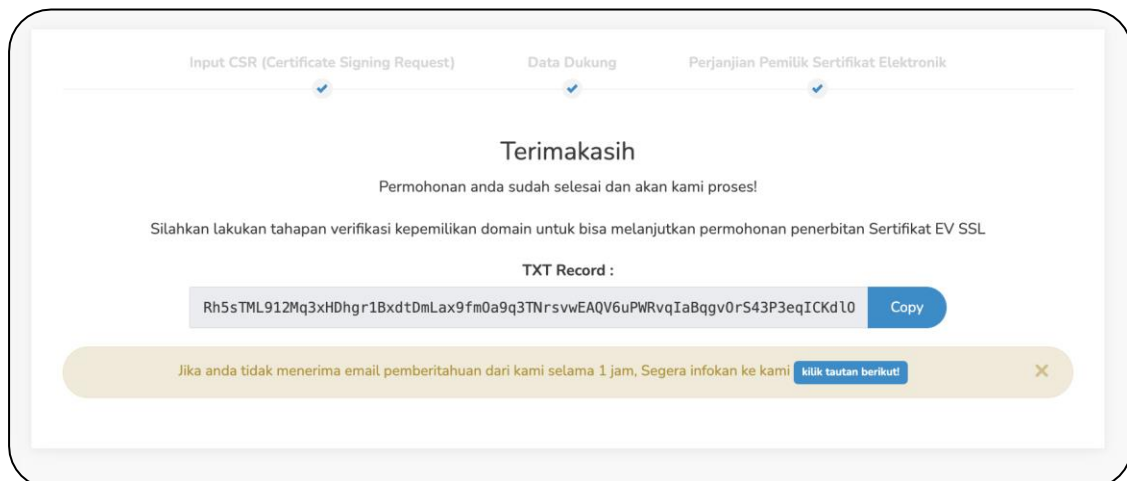 Input CSR (Certificate Signing Request) Data Dukung Perjanjian Pemilik Sertifikat Elektronik
Terimakasih
Permohonan anda sudah selesai dan akan kami proses!
Silahkan lakukan tahapan verifikasi kepemilikan domain untuk bisa melanjutkan permohonan penerbitan Sertifikat EV SSL
TXT Record :
Rh5sTML912Mq3xHDhgr1BxdtDmLax9fmOa9q3TNrsvwEAQV6uPWRvqIaBqgvOrS43P3eqICKdlO Copy
Jika anda tidak menerima email pemberitahuan dari kami selama 1 jam, Segera infokan ke kami kilik tautan berikut!